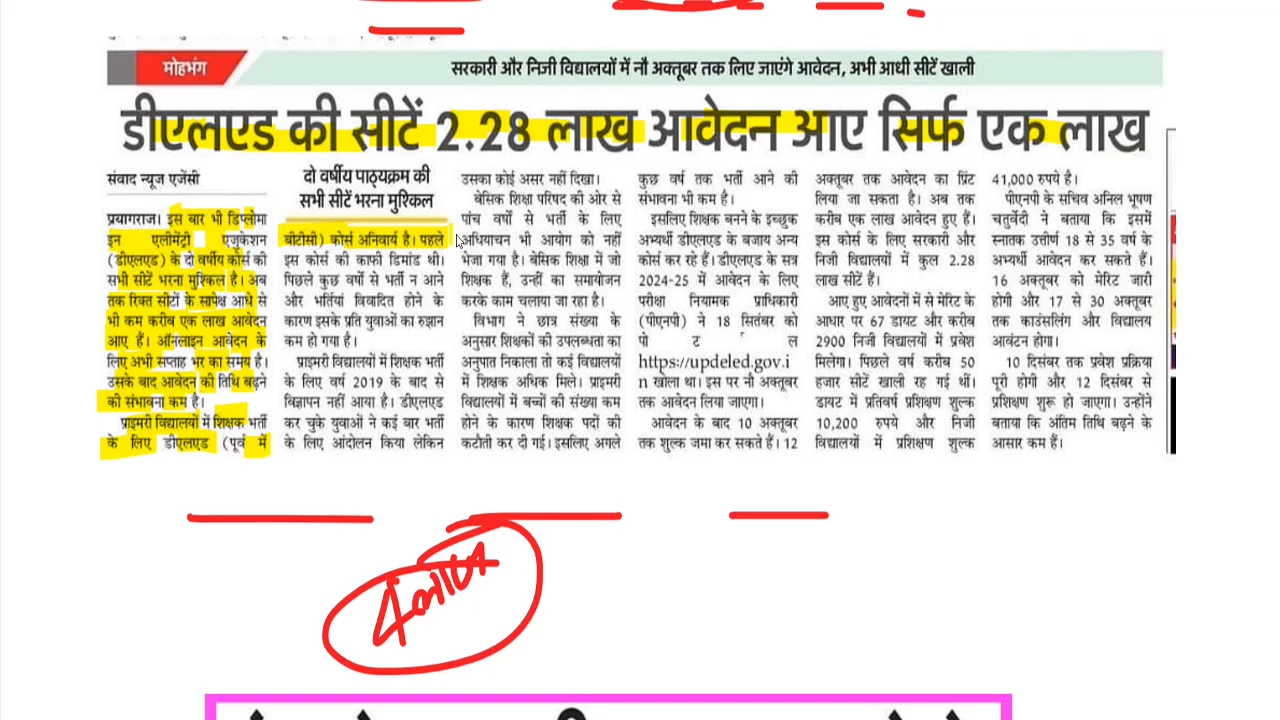 मोहभंग
सरकारी और निजी विद्यालयों में नौ अक्तूबर तक लिए जाएंगे आवेदन, अभी आधी सीटें खाली
डीएलएड की सीटें 2.28 लाख आवेदन आए सिर्फ एक लाख
संवाद न्यूज एजेंसी
प्रयागराज। इस बार भी डिप्लोमा
इन एलीमेंट्री एजुकेशन
(डीएलएड) के दो वर्षीय कोर्स की
सभी सीटें भरना मुश्किल है। अब
तक रिक्त सीटों के सापेक्ष आधे से
भी कम करीब एक लाख आवेदन
आए हैं। ऑनलाइन आवेदन के
लिए अभी सप्ताह भर का समय है।
उसके बाद आवेदन की तिथि बढ़ने
की संभावना कम है।
प्राइमरी विद्यालयों में शिक्षक भर्ती
के लिए डीएलएड (पूर्व में
दो वर्षीय पाठ्यक्रम की
सभी सीटें भरना मुश्किल
बीटीसी) कोर्स अनिवार्य है। पहले
इस कोर्स की काफी डिमांड थी।
पिछले कुछ वर्षों से भर्ती न आने
और भर्तियां विवादित होने के
कारण इसके प्रति युवाओं का रुझान
कम हो गया है।
प्राइमरी विद्यालयों में शिक्षक भर्ती
के लिए वर्ष 2019 के बाद से
विज्ञापन नहीं आया है। डीएलएड
कर चुके युवाओं ने कई बार भर्ती
के लिए आंदोलन किया लेकिन
उसका कोई असर नहीं दिखा।
बेसिक शिक्षा परिषद की ओर से
पांच वर्षों से भर्ती के लिए
अधियाचन भी आयोग को नहीं
भेजा गया है। बेसिक शिक्षा में जो
शिक्षक हैं, उन्हीं का समायोजन
करके काम चलाया जा रहा है।
विभाग ने छात्र संख्या के
अनुसार शिक्षकों की उपलब्धता का
अनुपात निकाला तो कई विद्यालयों
में शिक्षक अधिक मिले। प्राइमरी
विद्यालयों में बच्चों की संख्या कम
होने के कारण शिक्षक पदों की
कटौती कर दी गई। इसलिए अगले
कुछ वर्ष तक भर्ती आने की
संभावना भी कम है।
इसलिए शिक्षक बनने के इच्छुक
अभ्यर्थी डीएलएड के बजाय अन्य
कोर्स कर रहे हैं। डीएलएड के सत्र
2024-25 में आवेदन के लिए
परीक्षा नियामक प्राधिकारी
(पीएनपी) ने 18 सितंबर को
पो ट ल
https://updeled.gov.i
n खोला था। इस पर नौ अक्तूबर
तक आवेदन लिया जाएगा।
आवेदन के बाद 10 अक्तूबर
तक शुल्क जमा कर सकते हैं। 12
अक्तूबर तक आवेदन का प्रिंट
लिया जा सकता है। अब तक
करीब एक लाख आवेदन हुए हैं।
इस कोर्स के लिए सरकारी और
निजी विद्यालयों में कुल 2.28
लाख सीटें हैं।
आए हुए आवेदनों में से मेरिट के
आधार पर 67 डायट और करीब
2900 निजी विद्यालयों में प्रवेश
मिलेगा। पिछले वर्ष करीब 50
हजार सीटें खाली रह गई थीं।
डायट में प्रतिवर्ष प्रशिक्षण शुल्क
10,200 रुपये और निजी
विद्यालयों में प्रशिक्षण शुल्क
41,000 रुपये है।
पीएनपी के सचिव अनिल भूषण
चतुर्वेदी ने बताया कि इसमें
स्नातक उत्तीर्ण 18 से 35 वर्ष के
अभ्यर्थी आवेदन कर सकते हैं।
16 अक्तूबर को मेरिट जारी
होगी और 17 से 30 अक्तूबर
तक काउंसलिंग और विद्यालय
आवंटन होगा।
10 दिसंबर तक प्रवेश प्रक्रिया
पूरी होगी और 12 दिसंबर से
प्रशिक्षण शुरू हो जाएगा। उन्होंने
बताया कि अंतिम तिथि बढ़ने के
आसार कम हैं।